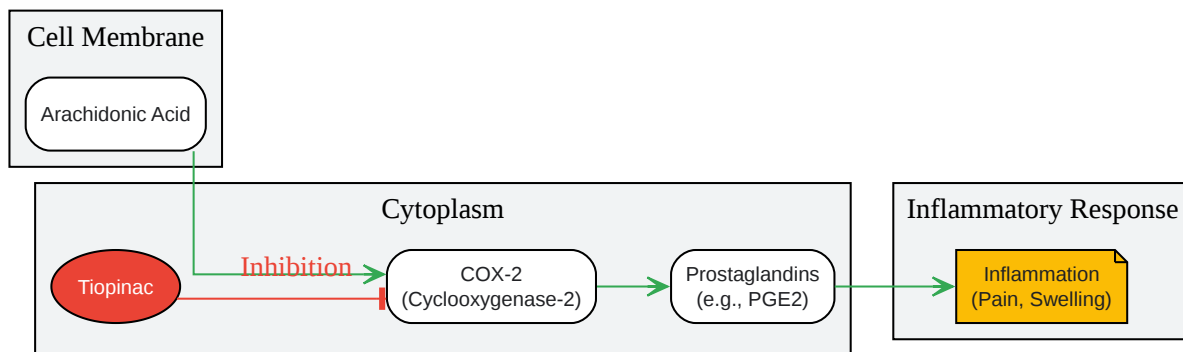 Cell Membrane
Arachidonic Acid
Cytoplasm
Inflammatory Response
Tiopinac
Inhibition
COX-2
(Cyclooxygenase-2)
Prostaglandins
(e.g., PGE2)
Inflammation
(Pain, Swelling)